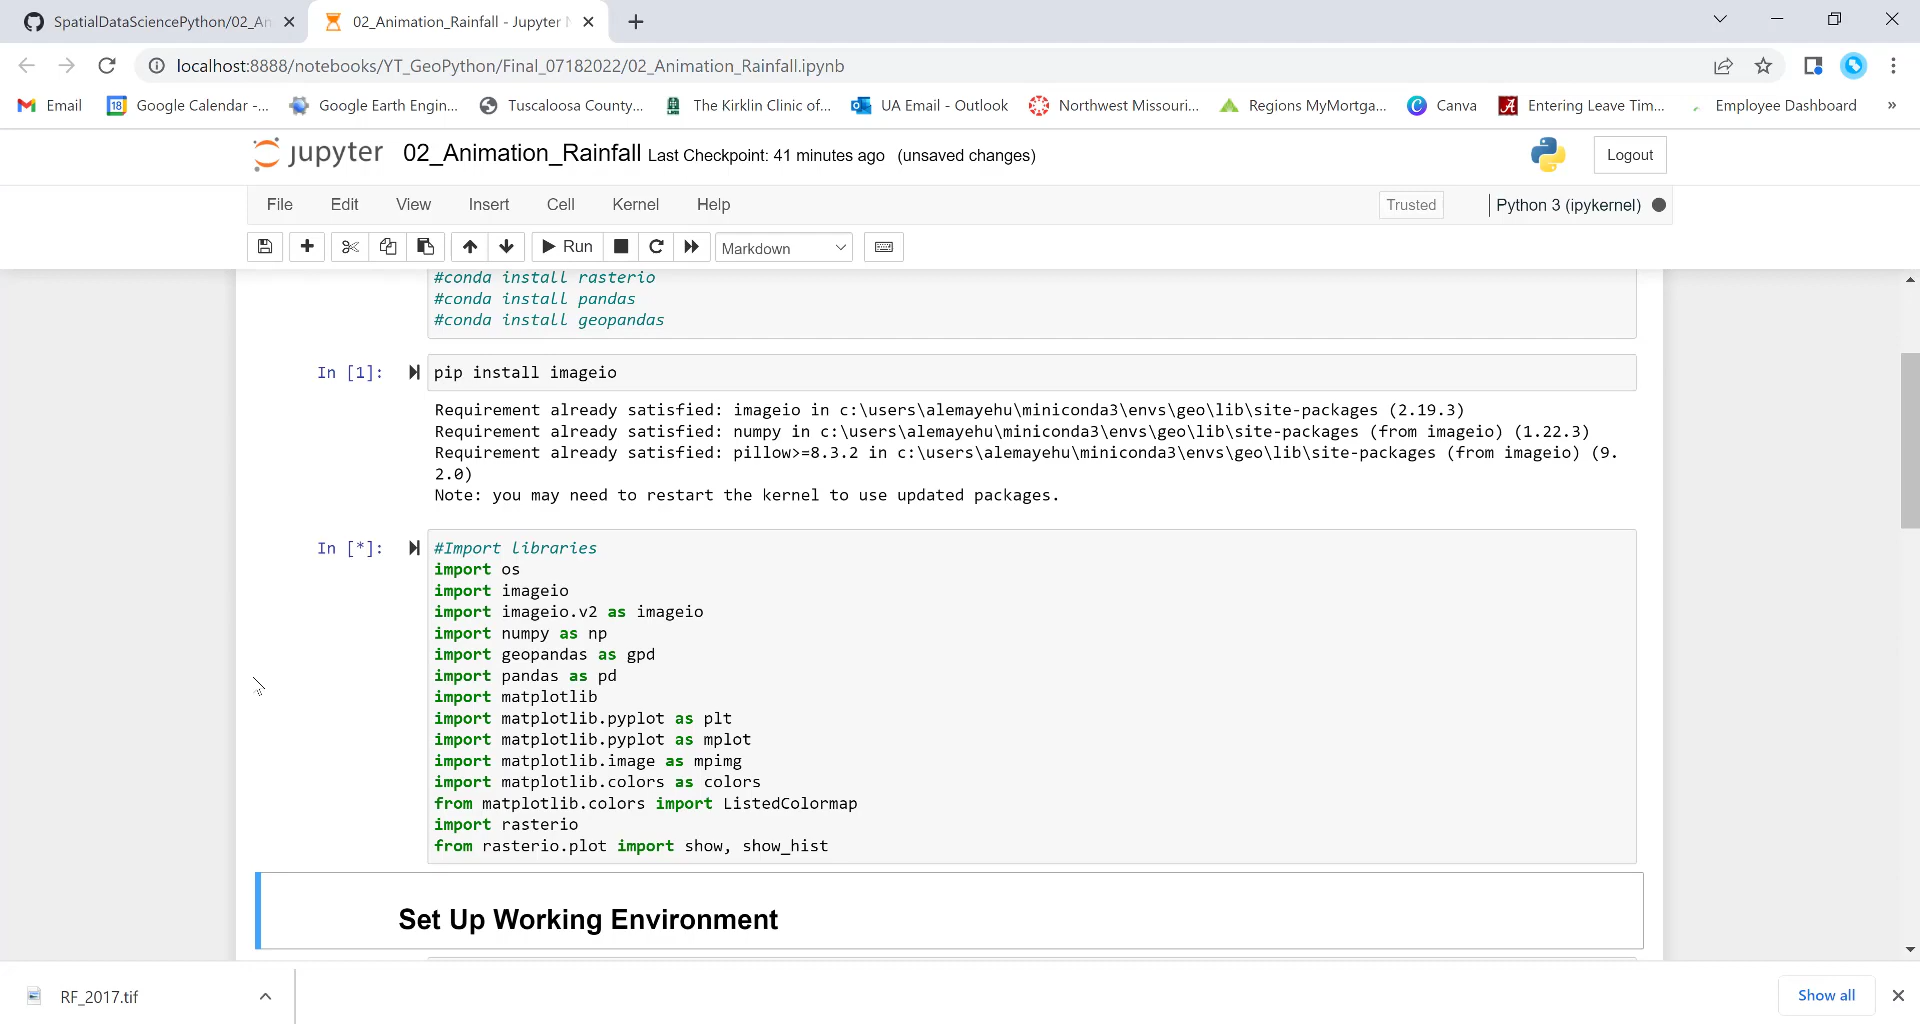 SpatialDataSciencePython/02_An
02_Animation_Rainfall - Jupyter N
localhost:8888/notebooks/YT_GeoPython/Final_07182022/02_Animation_Rainfall.ipynb
Email
18
Google Calendar -...
Google Earth Engin...
Tuscaloosa County...
The Kirklin Clinic of...
UA Email - Outlook
Northwest Missouri...
Regions MyMortga...
Canva
Entering Leave Tim...
Employee Dashboard
»
jupyter 02_Animation_Rainfall Last Checkpoint: 41 minutes ago (unsaved changes)
Logout
File Edit View Insert Cell Kernel Help
Trusted
Python 3 (ipykernel)
Run
Markdown
#conda install rasterio
#conda install pandas
#conda install geopandas
In [1]: pip install imageio
Requirement already satisfied: imageio in c:\users\alemayehu\miniconda3\envs\geo\lib\site-packages (2.19.3)
Requirement already satisfied: numpy in c:\users\alemayehu\miniconda3\envs\geo\lib\site-packages (from imageio) (1.22.3)
Requirement already satisfied: pillow>=8.3.2 in c:\users\alemayehu\miniconda3\envs\geo\lib\site-packages (from imageio) (9.
2.0)
Note: you may need to restart the kernel to use updated packages.
In [*]: #Import libraries
import os
import imageio
import imageio.v2 as imageio
import numpy as np
import geopandas as gpd
import pandas as pd
import matplotlib
import matplotlib.pyplot as plt
import matplotlib.pyplot as mplot
import matplotlib.image as mpimg
import matplotlib.colors as colors
from matplotlib.colors import ListedColormap
import rasterio
from rasterio.plot import show, show_hist
Set Up Working Environment
RF_2017.tif
Show all